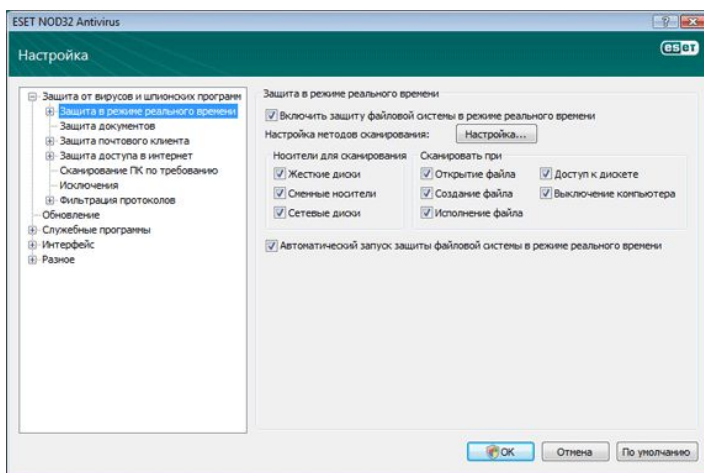 ESET NOD32 Antivirus
Настройка
eset
Защита от вирусов и шпионских программ
Защита в режиме реального времени
Защита документов
Защита почтового клиента
Защита доступа в интернет
Сканирование ПК по требованию
Исключения
Фильтрация протоколов
Обновление
Служебные программы
Интерфейс
Разное
Защита в режиме реального времени
Включить защиту файловой системы в режиме реального времени
Настройка методов сканирования: Настройка...
Носители для сканирования
Жесткие диски
Сменные носители
Сетевые диски
Сканировать при
Открытие файла
Доступ к дискете
Создание файла
Выключение компьютера
Исполнение файла
Автоматический запуск защиты файловой системы в режиме реального времени
OK Отмена По умолчанию